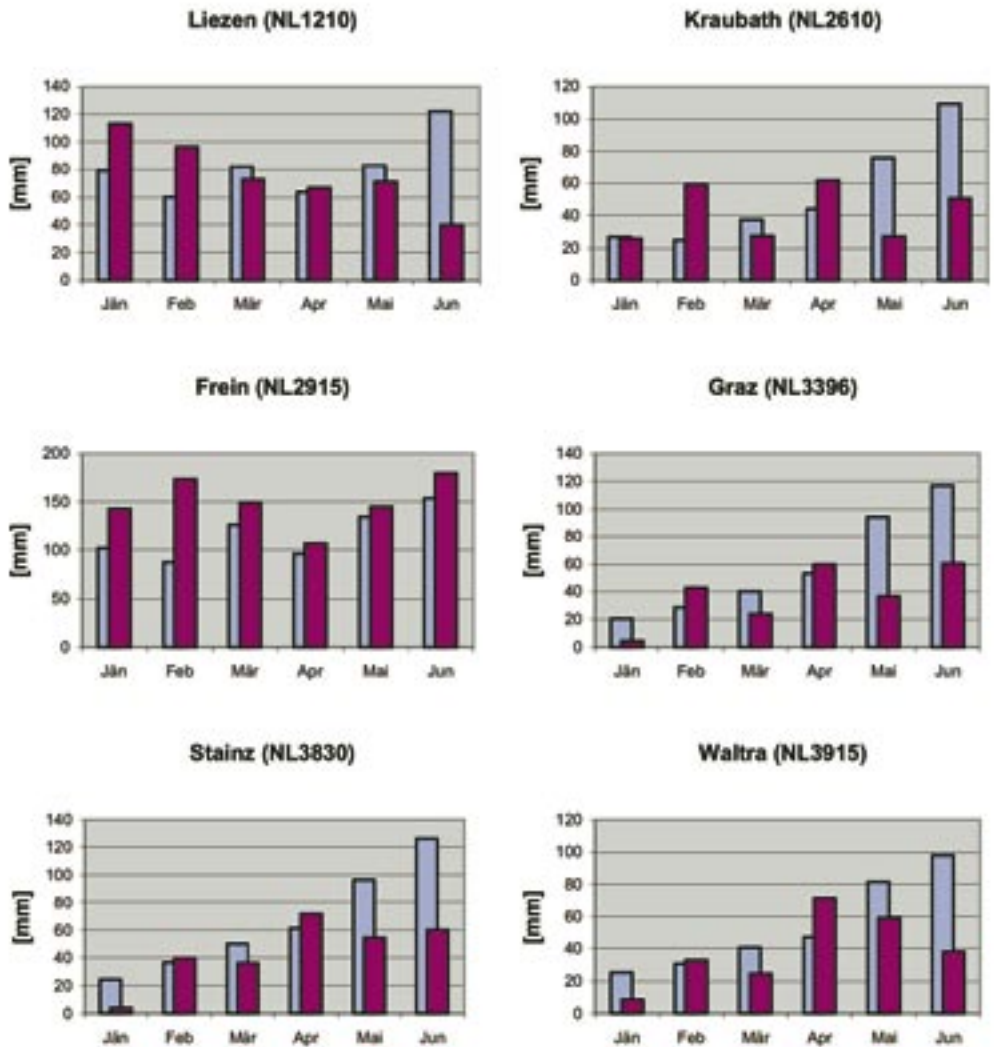 Liezen (NL1210)
[mm]
140
120
100
80
60
40
20
0
Jän Feb Mär Apr Mai Jun
Kraubath (NL2610)
[mm]
120
100
80
60
40
20
0
Jän Feb Mär Apr Mai Jun
Frein (NL2915)
[mm]
200
150
100
50
0
Jän Feb Mär Apr Mai Jun
Graz (NL3396)
[mm]
140
120
100
80
60
40
20
0
Jän Feb Mär Apr Mai Jun
Stainz (NL3830)
[mm]
140
120
100
80
60
40
20
0
Jän Feb Mär Apr Mai Jun
Waltra (NL3915)
[mm]
120
100
80
60
40
20
0
Jän Feb Mär Apr Mai Jun